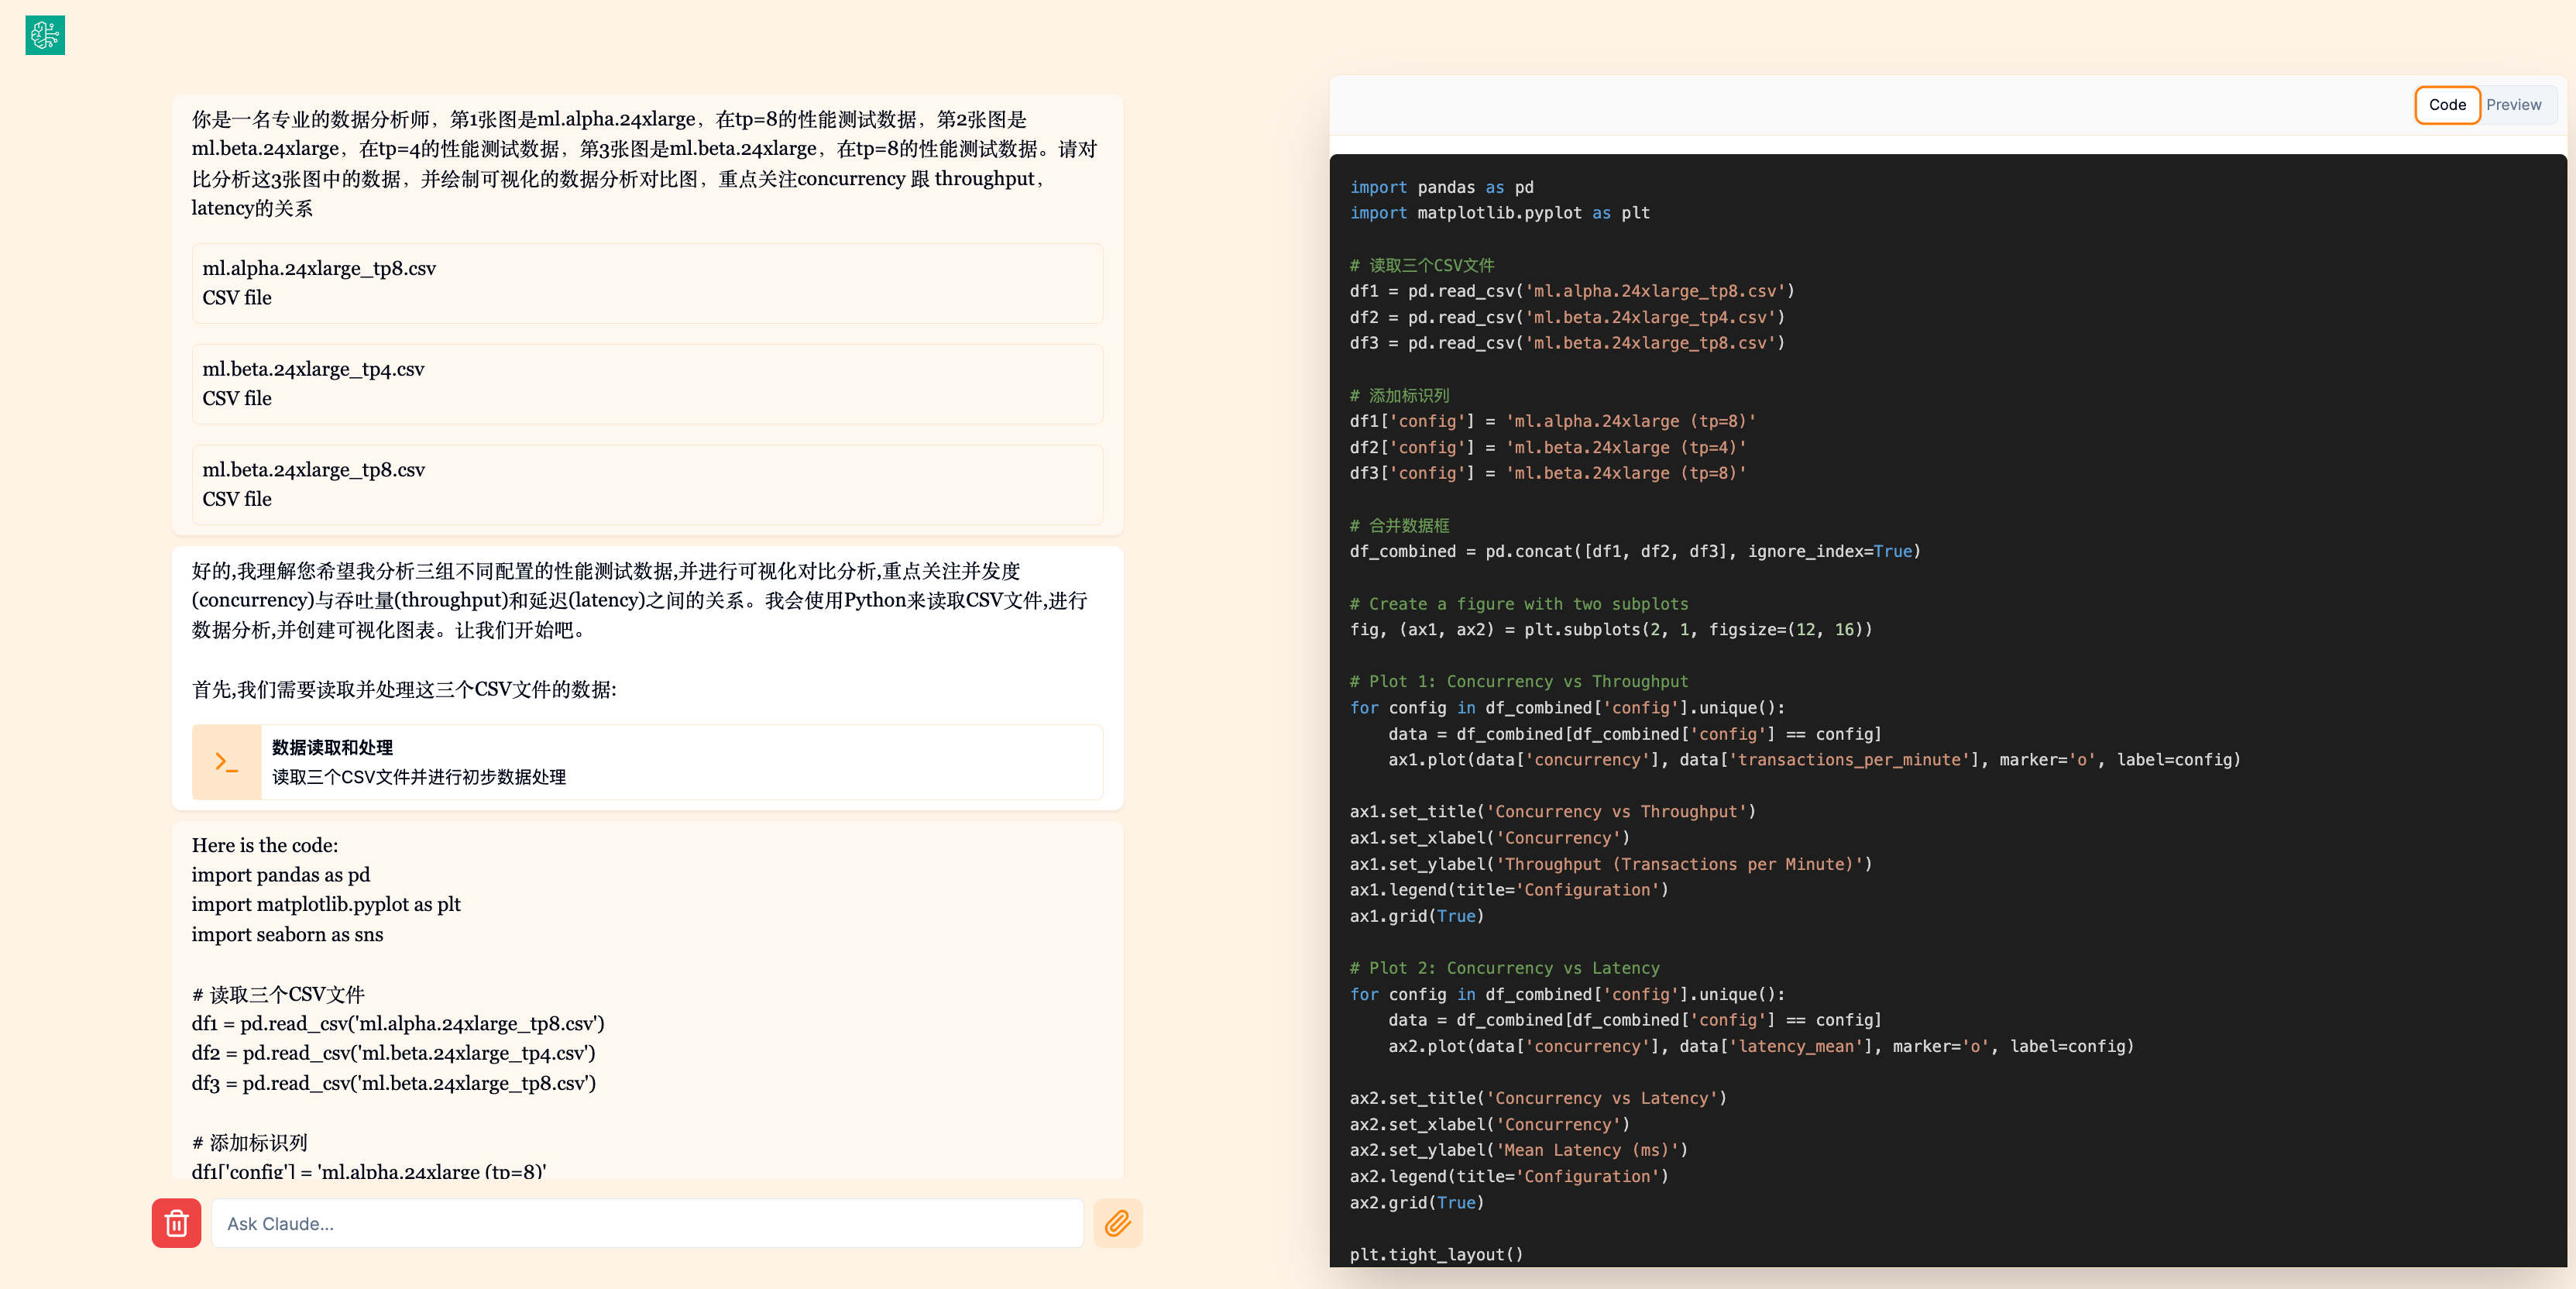 你是一名专业的数据分析师，第1张图是ml.alpha.24xlarge，在tp=8的性能测试数据，第2张图是
ml.beta.24xlarge，在tp=4的性能测试数据，第3张图是ml.beta.24xlarge，在tp=8的性能测试数据。请对
比分析这3张图中的数据，并绘制可视化的数据分析对比图，重点关注concurrency 跟 throughput，
latency的关系
ml.alpha.24xlarge_tp8.csv
CSV file
ml.beta.24xlarge_tp4.csv
CSV file
ml.beta.24xlarge_tp8.csv
CSV file
好的,我理解您希望我分析三组不同配置的性能测试数据,并进行可视化对比分析,重点关注并发度
(concurrency)与吞吐量(throughput)和延迟(latency)之间的关系。我会使用Python来读取CSV文件,进行
数据分析,并创建可视化图表。让我们开始吧。
首先,我们需要读取并处理这三个CSV文件的数据:
>_
数据读取和处理
读取三个CSV文件并进行初步数据处理
Here is the code:
import pandas as pd
import matplotlib.pyplot as plt
import seaborn as sns
# 读取三个CSV文件
df1 = pd.read_csv('ml.alpha.24xlarge_tp8.csv')
df2 = pd.read_csv('ml.beta.24xlarge_tp4.csv')
df3 = pd.read_csv('ml.beta.24xlarge_tp8.csv')
# 添加标识列
df1['config'] = 'ml.alpha.24xlarge (tp=8)'
Ask Claude...
Code
Preview
import pandas as pd
import matplotlib.pyplot as plt
# 读取三个CSV文件
df1 = pd.read_csv('ml.alpha.24xlarge_tp8.csv')
df2 = pd.read_csv('ml.beta.24xlarge_tp4.csv')
df3 = pd.read_csv('ml.beta.24xlarge_tp8.csv')
# 添加标识列
df1['config'] = 'ml.alpha.24xlarge (tp=8)'
df2['config'] = 'ml.beta.24xlarge (tp=4)'
df3['config'] = 'ml.beta.24xlarge (tp=8)'
# 合并数据框
df_combined = pd.concat([df1, df2, df3], ignore_index=True)
# Create a figure with two subplots
fig, (ax1, ax2) = plt.subplots(2, 1, figsize=(12, 16))
# Plot 1: Concurrency vs Throughput
for config in df_combined['config'].unique():
    data = df_combined[df_combined['config'] == config]
    ax1.plot(data['concurrency'], data['transactions_per_minute'], marker='o', label=config)
ax1.set_title('Concurrency vs Throughput')
ax1.set_xlabel('Concurrency')
ax1.set_ylabel('Throughput (Transactions per Minute)')
ax1.legend(title='Configuration')
ax1.grid(True)
# Plot 2: Concurrency vs Latency
for config in df_combined['config'].unique():
    data = df_combined[df_combined['config'] == config]
    ax2.plot(data['concurrency'], data['latency_mean'], marker='o', label=config)
ax2.set_title('Concurrency vs Latency')
ax2.set_xlabel('Concurrency')
ax2.set_ylabel('Mean Latency (ms)')
ax2.legend(title='Configuration')
ax2.grid(True)
plt.tight_layout()